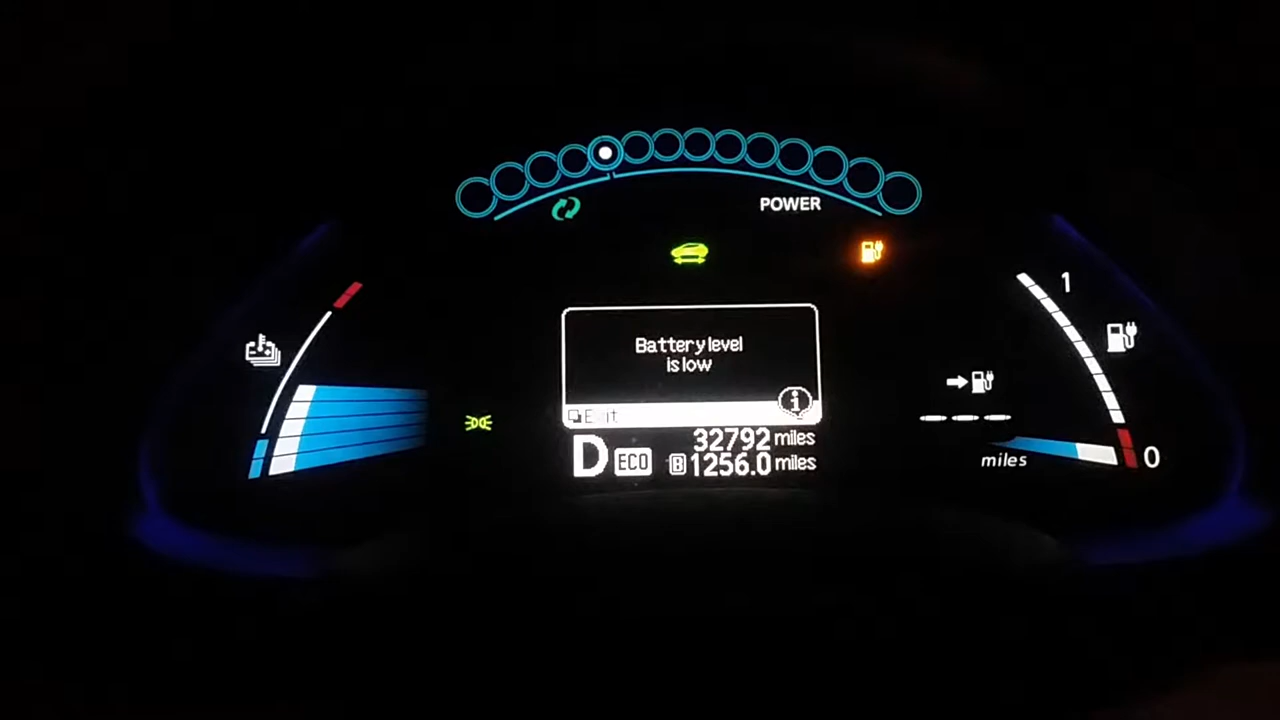 POWER
1
Battery level
is low
Exit
D ECO 32792 miles
B 1256.0 miles
--- miles
0